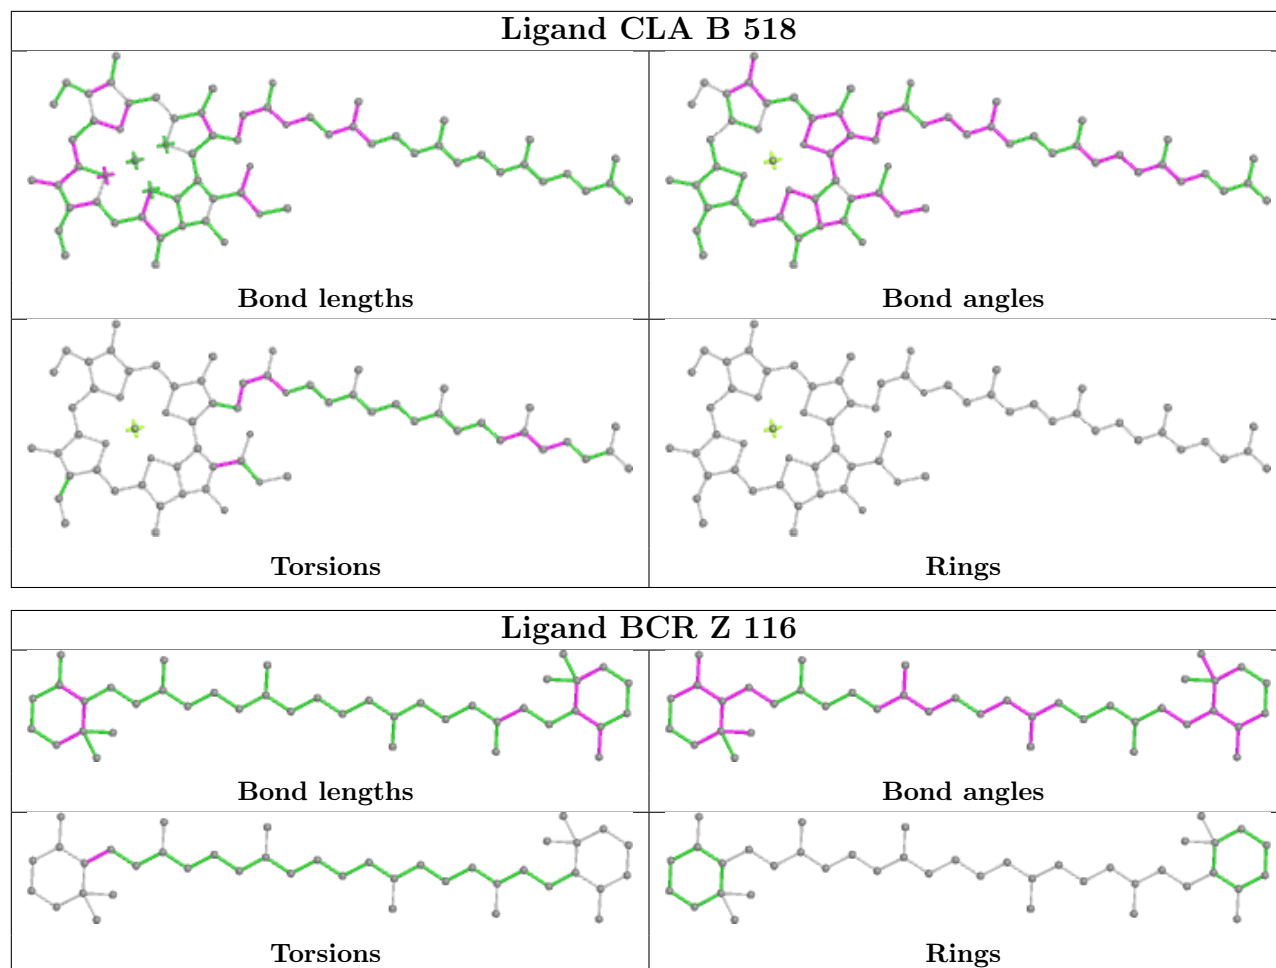 Ligand CLA B 518
Bond lengths
Bond angles
Torsions
Rings
Ligand BCR Z 116
Bond lengths
Bond angles
Torsions
Rings